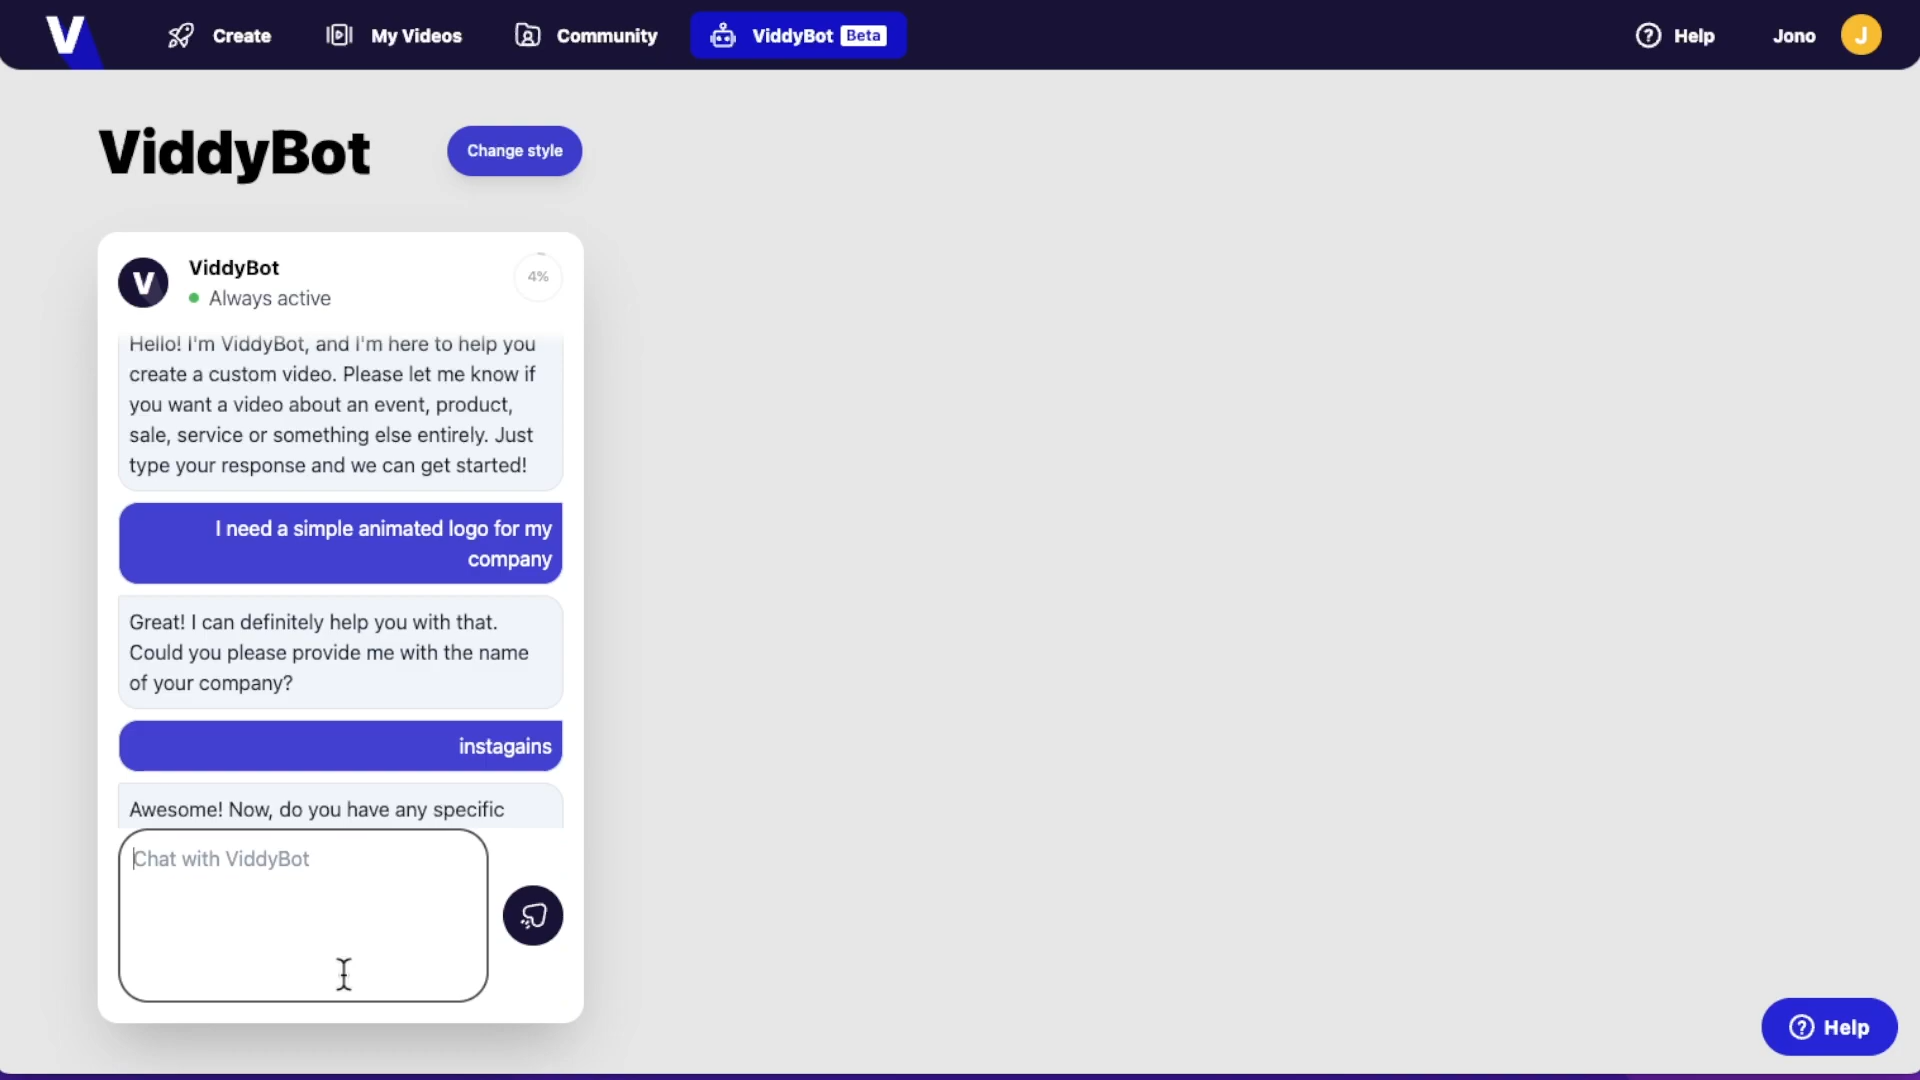 V
Create
My Videos
Community
ViddyBot Beta
Help
Jono
J
ViddyBot
Change style
V
ViddyBot
Always active
4%
Hello! I'm ViddyBot, and I'm here to help you
create a custom video. Please let me know if
you want a video about an event, product,
sale, service or something else entirely. Just
type your response and we can get started!
I need a simple animated logo for my
company
Great! I can definitely help you with that.
Could you please provide me with the name
of your company?
instagains
Awesome! Now, do you have any specific
Chat with ViddyBot
Help